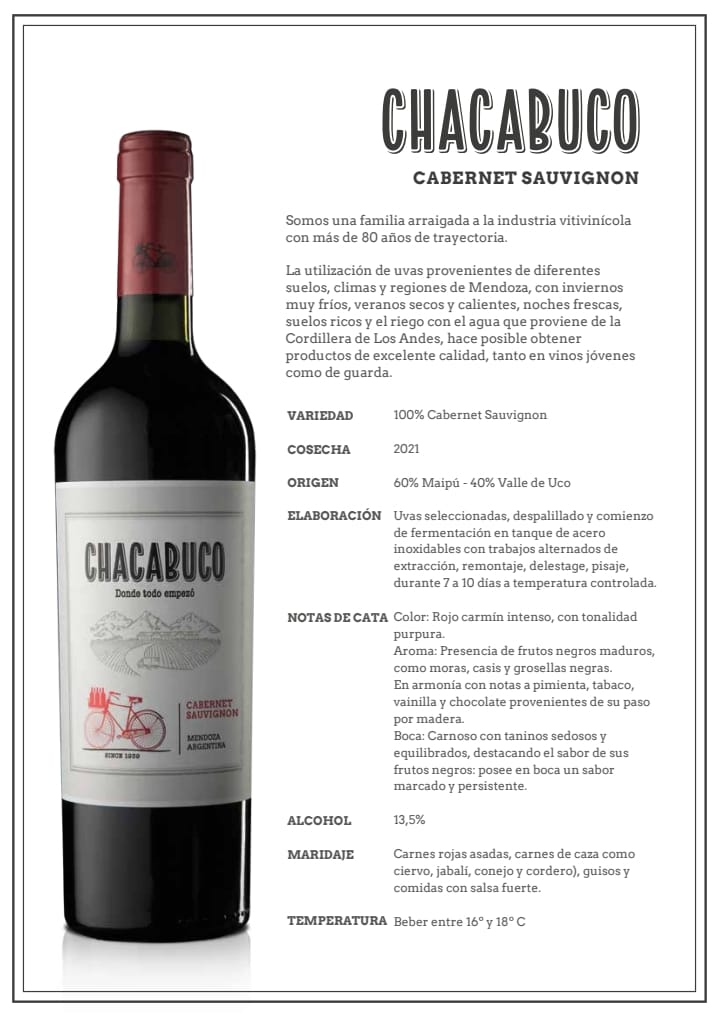 CHACABUCO
CABERNET SAUVIGNON
Somos una familia arraigada a la industria vitivinícola
con más de 80 años de trayectoria.
La utilización de uvas provenientes de diferentes
suelos, climas y regiones de Mendoza, con inviernos
muy fríos, veranos secos y calientes, noches frescas,
suelos ricos y el riego con el agua que proviene de la
Cordillera de Los Andes, hace posible obtener
productos de excelente calidad, tanto en vinos jóvenes
como de guarda.
VARIEDAD 100% Cabernet Sauvignon
COSECHA 2021
ORIGEN 60% Maipú - 40% Valle de Uco
ELABORACIÓN Uvas seleccionadas, despalillado y comienzo
de fermentación en tanque de acero
inoxidables con trabajos alternados de
extracción, remontaje, delestage, pisaje,
durante 7 a 10 días a temperatura controlada.
NOTAS DE CATA Color: Rojo carmín intenso, con tonalidad
purpura.
Aroma: Presencia de frutos negros maduros,
como moras, casis y grosellas negras.
En armonía con notas a pimienta, tabaco,
vainilla y chocolate provenientes de su paso
por madera.
Boca: Carnoso con taninos sedosos y
equilibrados, destacando el sabor de sus
frutos negros: posee en boca un sabor
marcado y persistente.
ALCOHOL 13,5%
MARIDAJE Carnes rojas asadas, carnes de caza como
ciervo, jabalí, conejo y cordero), guisos y
comidas con salsa fuerte.
TEMPERATURA Beber entre 16º y 18º C
CHACABUCO
Donde todo empezó
CABERNET
SAUVIGNON
MENDOZA
ARGENTINA
SINCE 1939